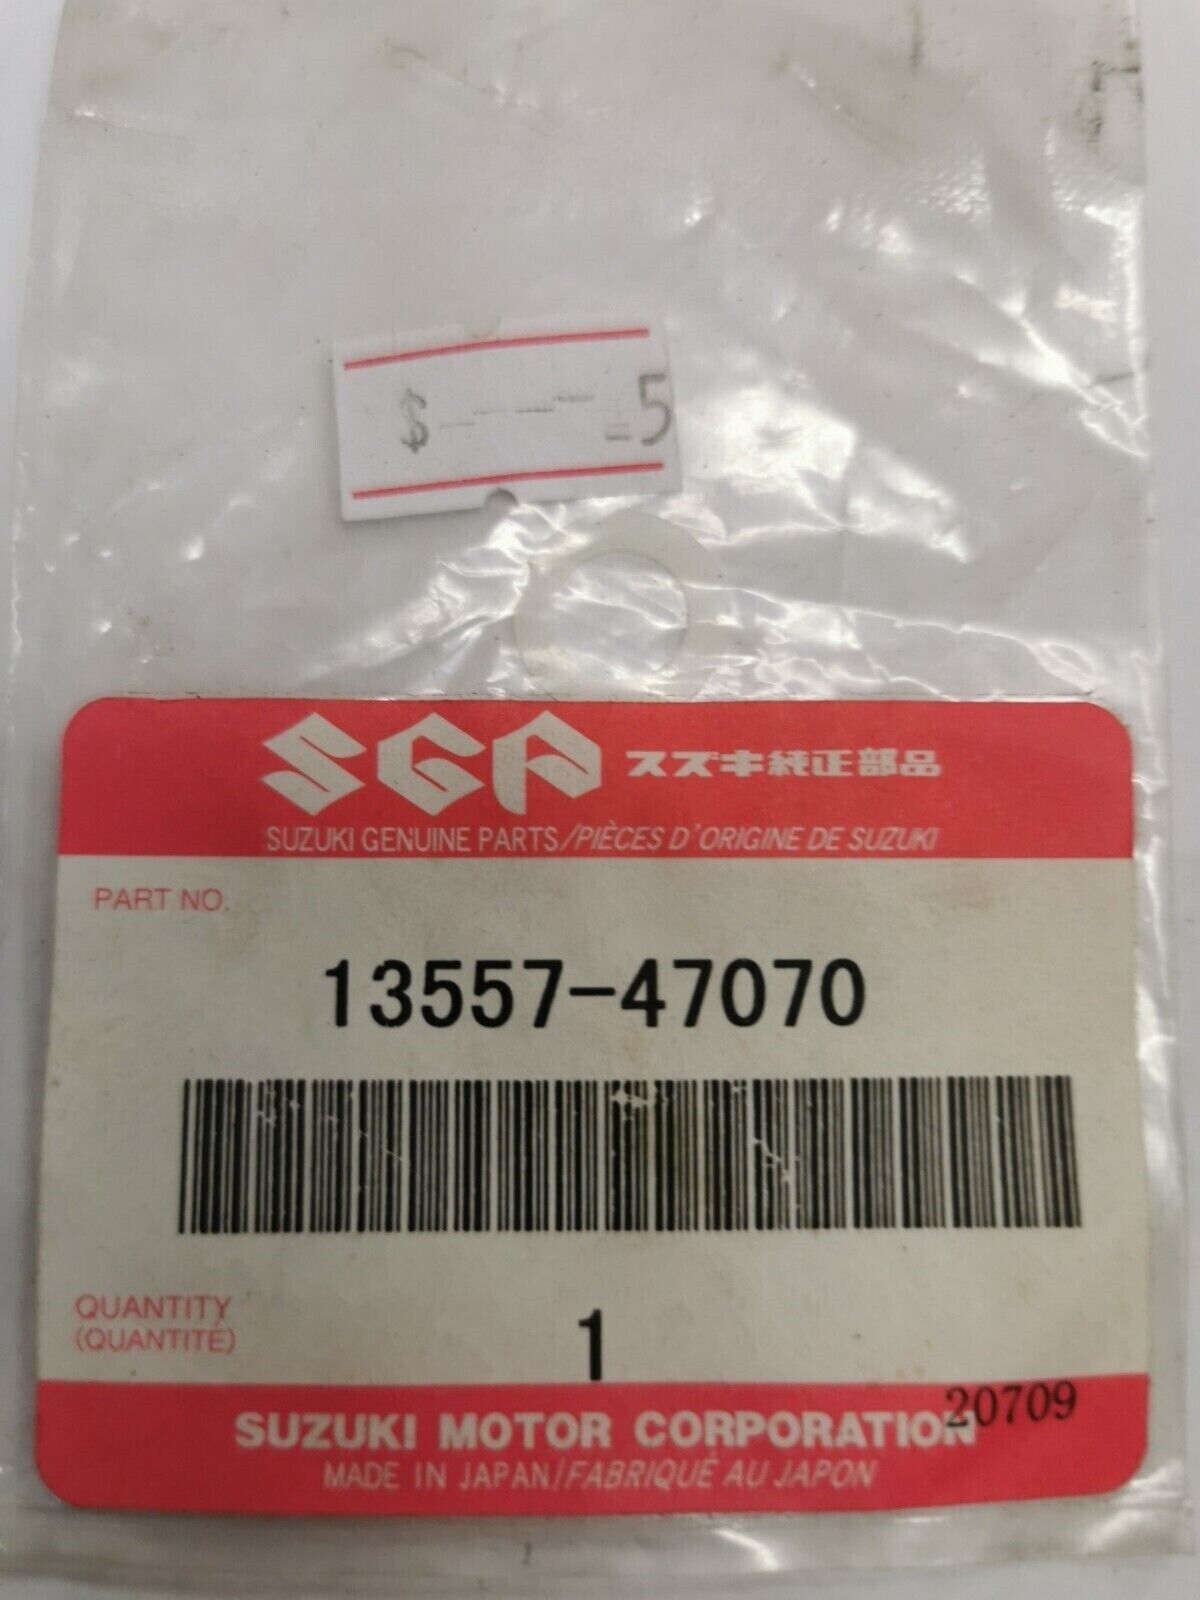 $-----.5
SGP スズキ純正部品
SUZUKI GENUINE PARTS/PIÈCES D'ORIGINE DE SUZUKI
PART NO.
13557-47070
QUANTITY
(QUANTITÉ)
1
20709
SUZUKI MOTOR CORPORATION
MADE IN JAPAN/FABRIQUÉ AU JAPON